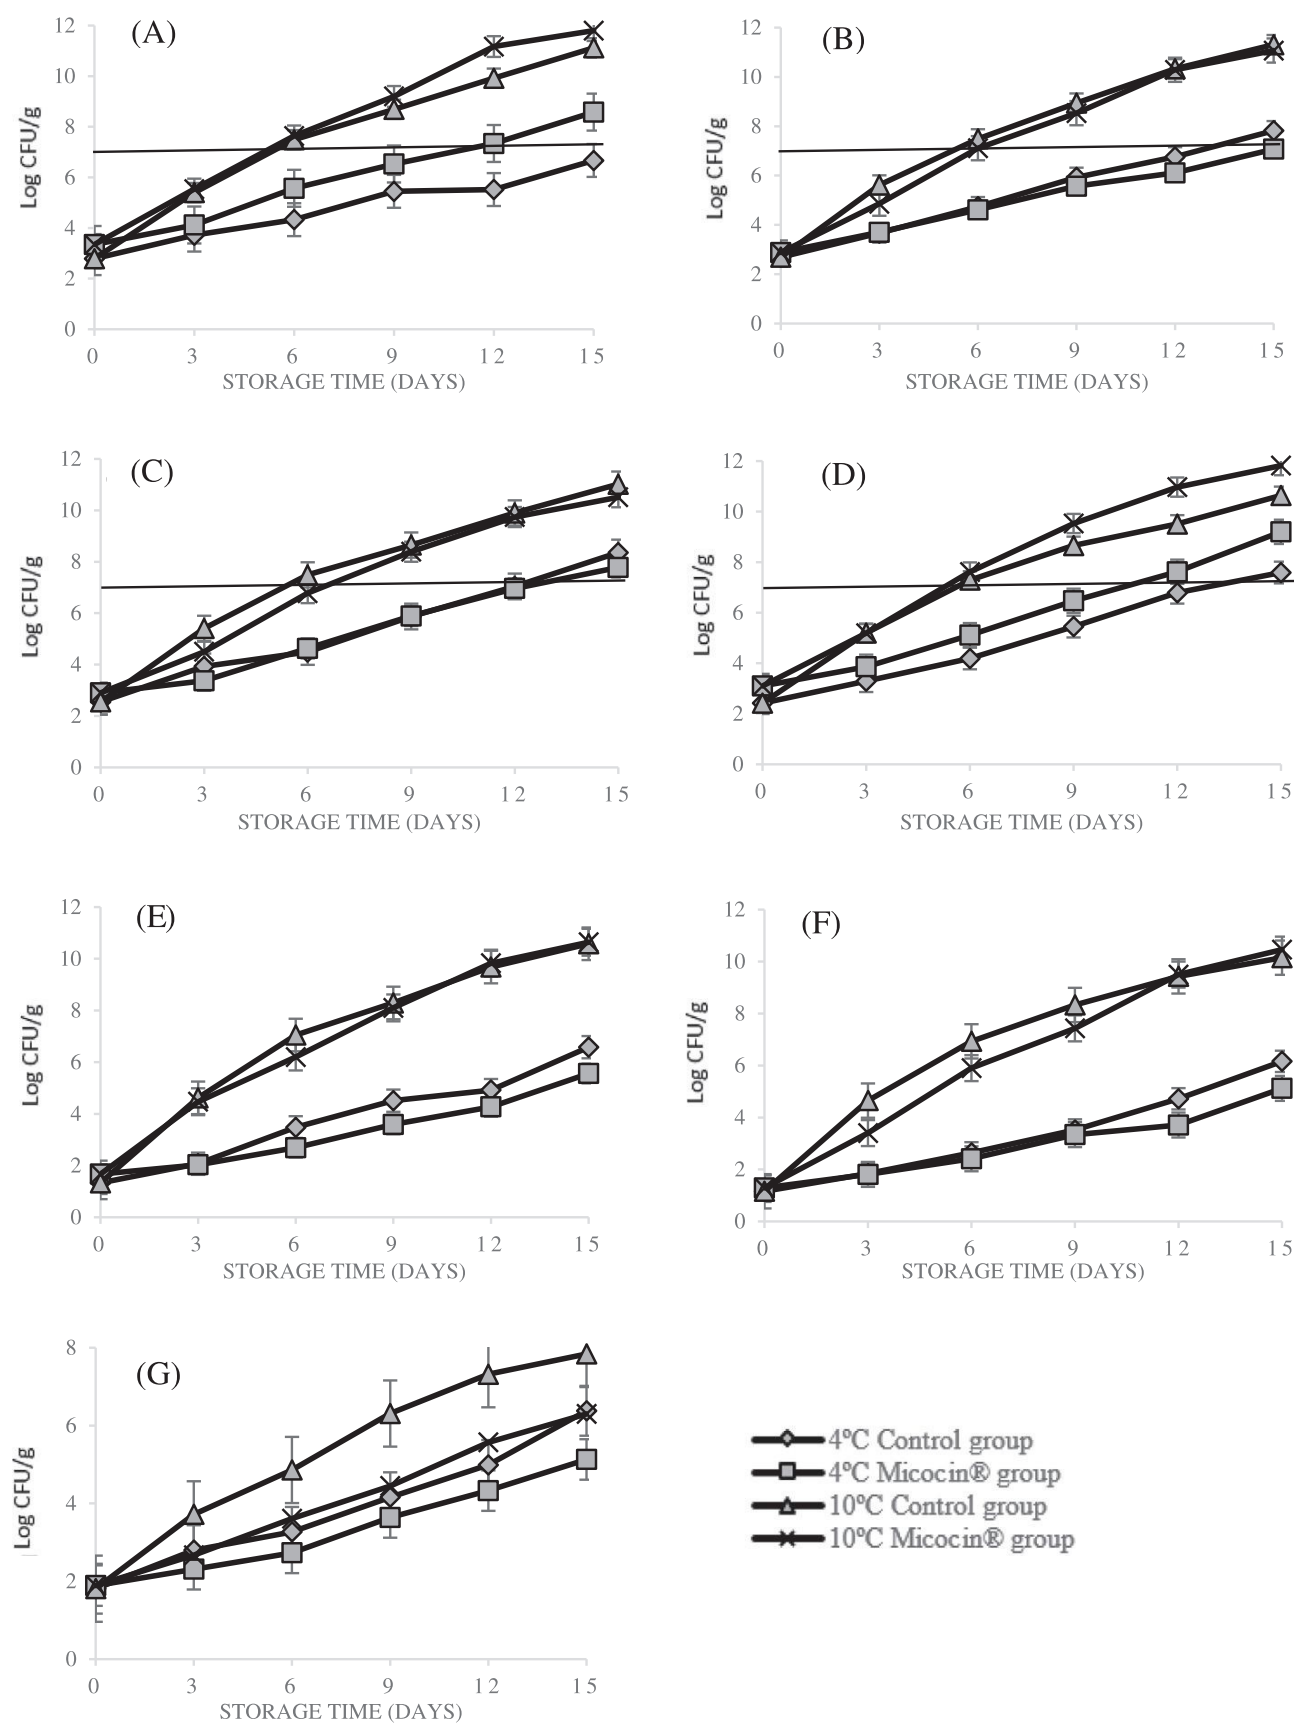 (A)
12
10
8
6
4
2
0
Log CFU/g
0 3 6 9 12 15
STORAGE TIME (DAYS)
(B)
12
10
8
6
4
2
0
Log CFU/g
0 3 6 9 12 15
STORAGE TIME (DAYS)
(C)
12
10
8
6
4
2
0
Log CFU/g
0 3 6 9 12 15
STORAGE TIME (DAYS)
(D)
12
10
8
6
4
2
0
Log CFU/g
0 3 6 9 12 15
STORAGE TIME (DAYS)
(E)
12
10
8
6
4
2
0
Log CFU/g
0 3 6 9 12 15
STORAGE TIME (DAYS)
(F)
12
10
8
6
4
2
0
Log CFU/g
0 3 6 9 12 15
STORAGE TIME (DAYS)
(G)
8
6
4
2
0
Log CFU/g
0 3 6 9 12 15
STORAGE TIME (DAYS)
4ºC Control group
4ºC Micocin® group
10ºC Control group
10ºC Micocin® group